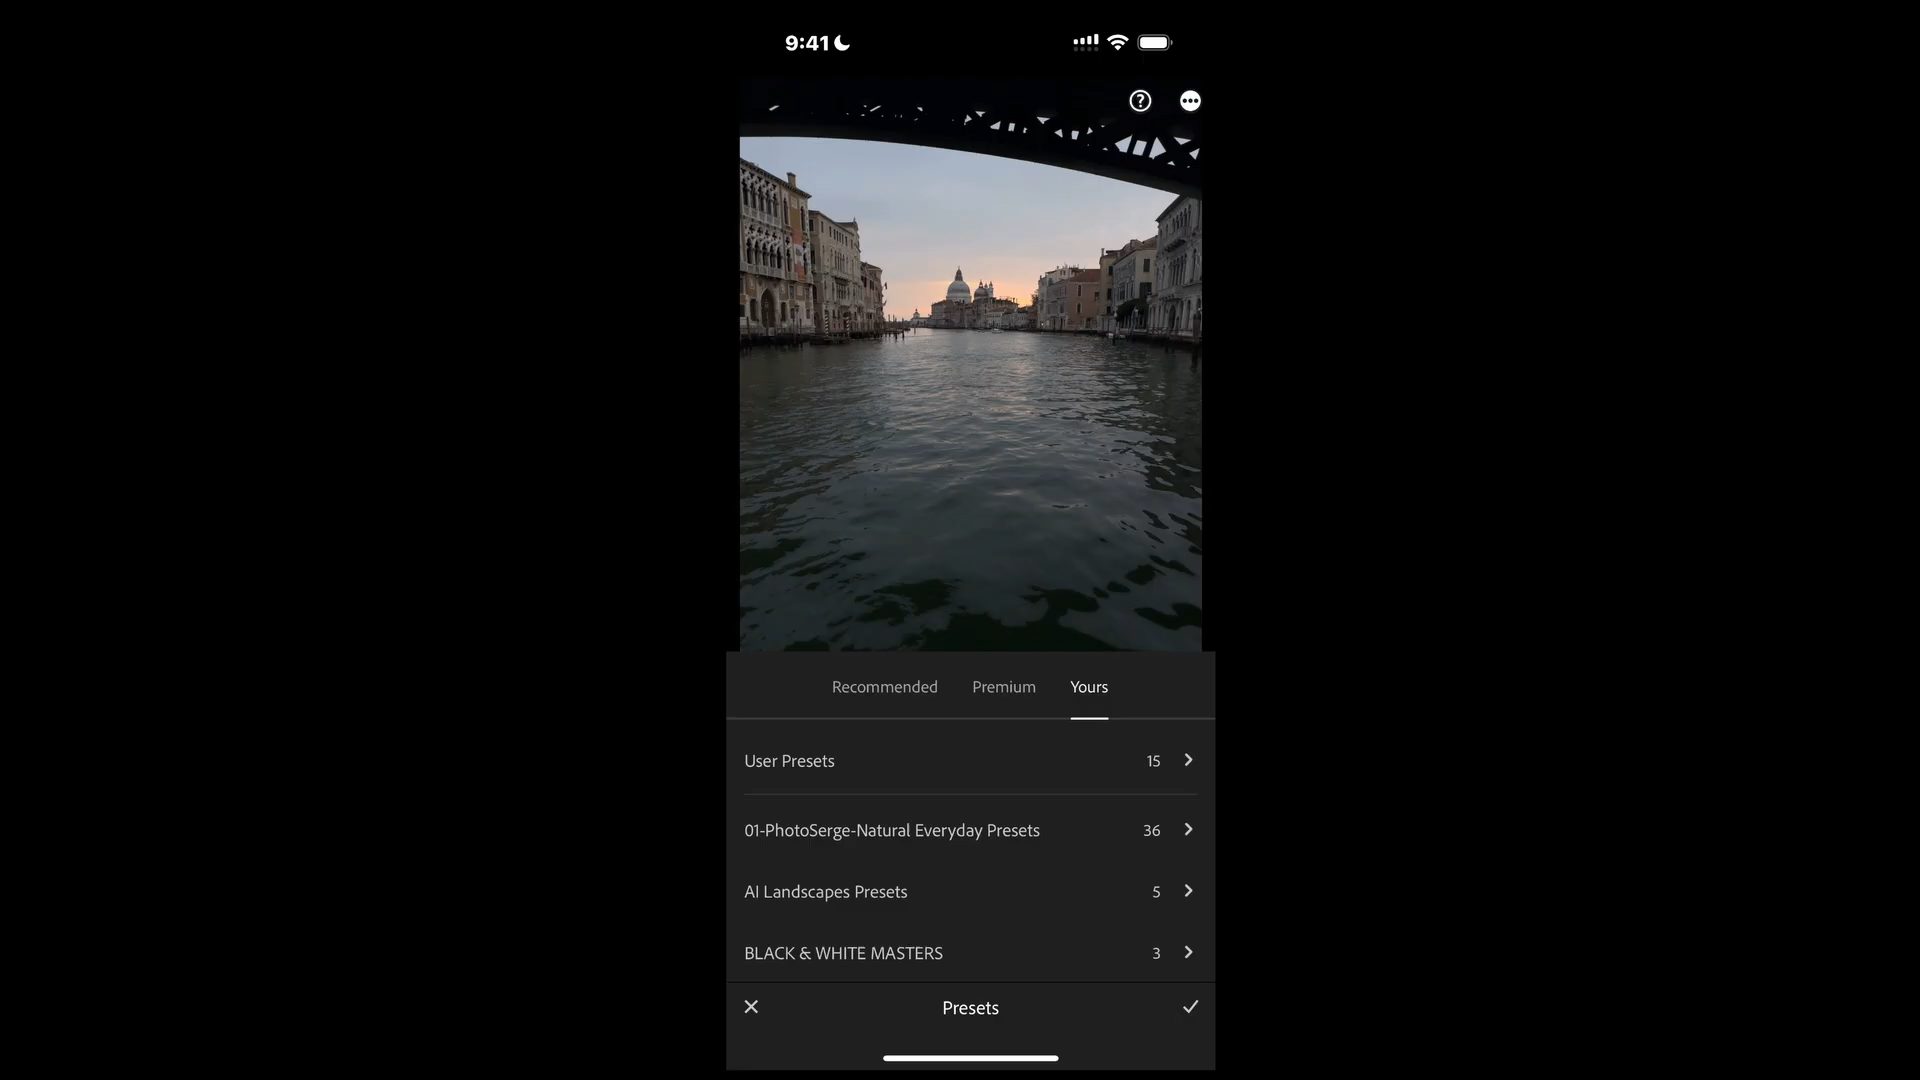 9:41
Recommended Premium Yours
User Presets 15
01-PhotoSerge-Natural Everyday Presets 36
AI Landscapes Presets 5
BLACK & WHITE MASTERS 3
Presets